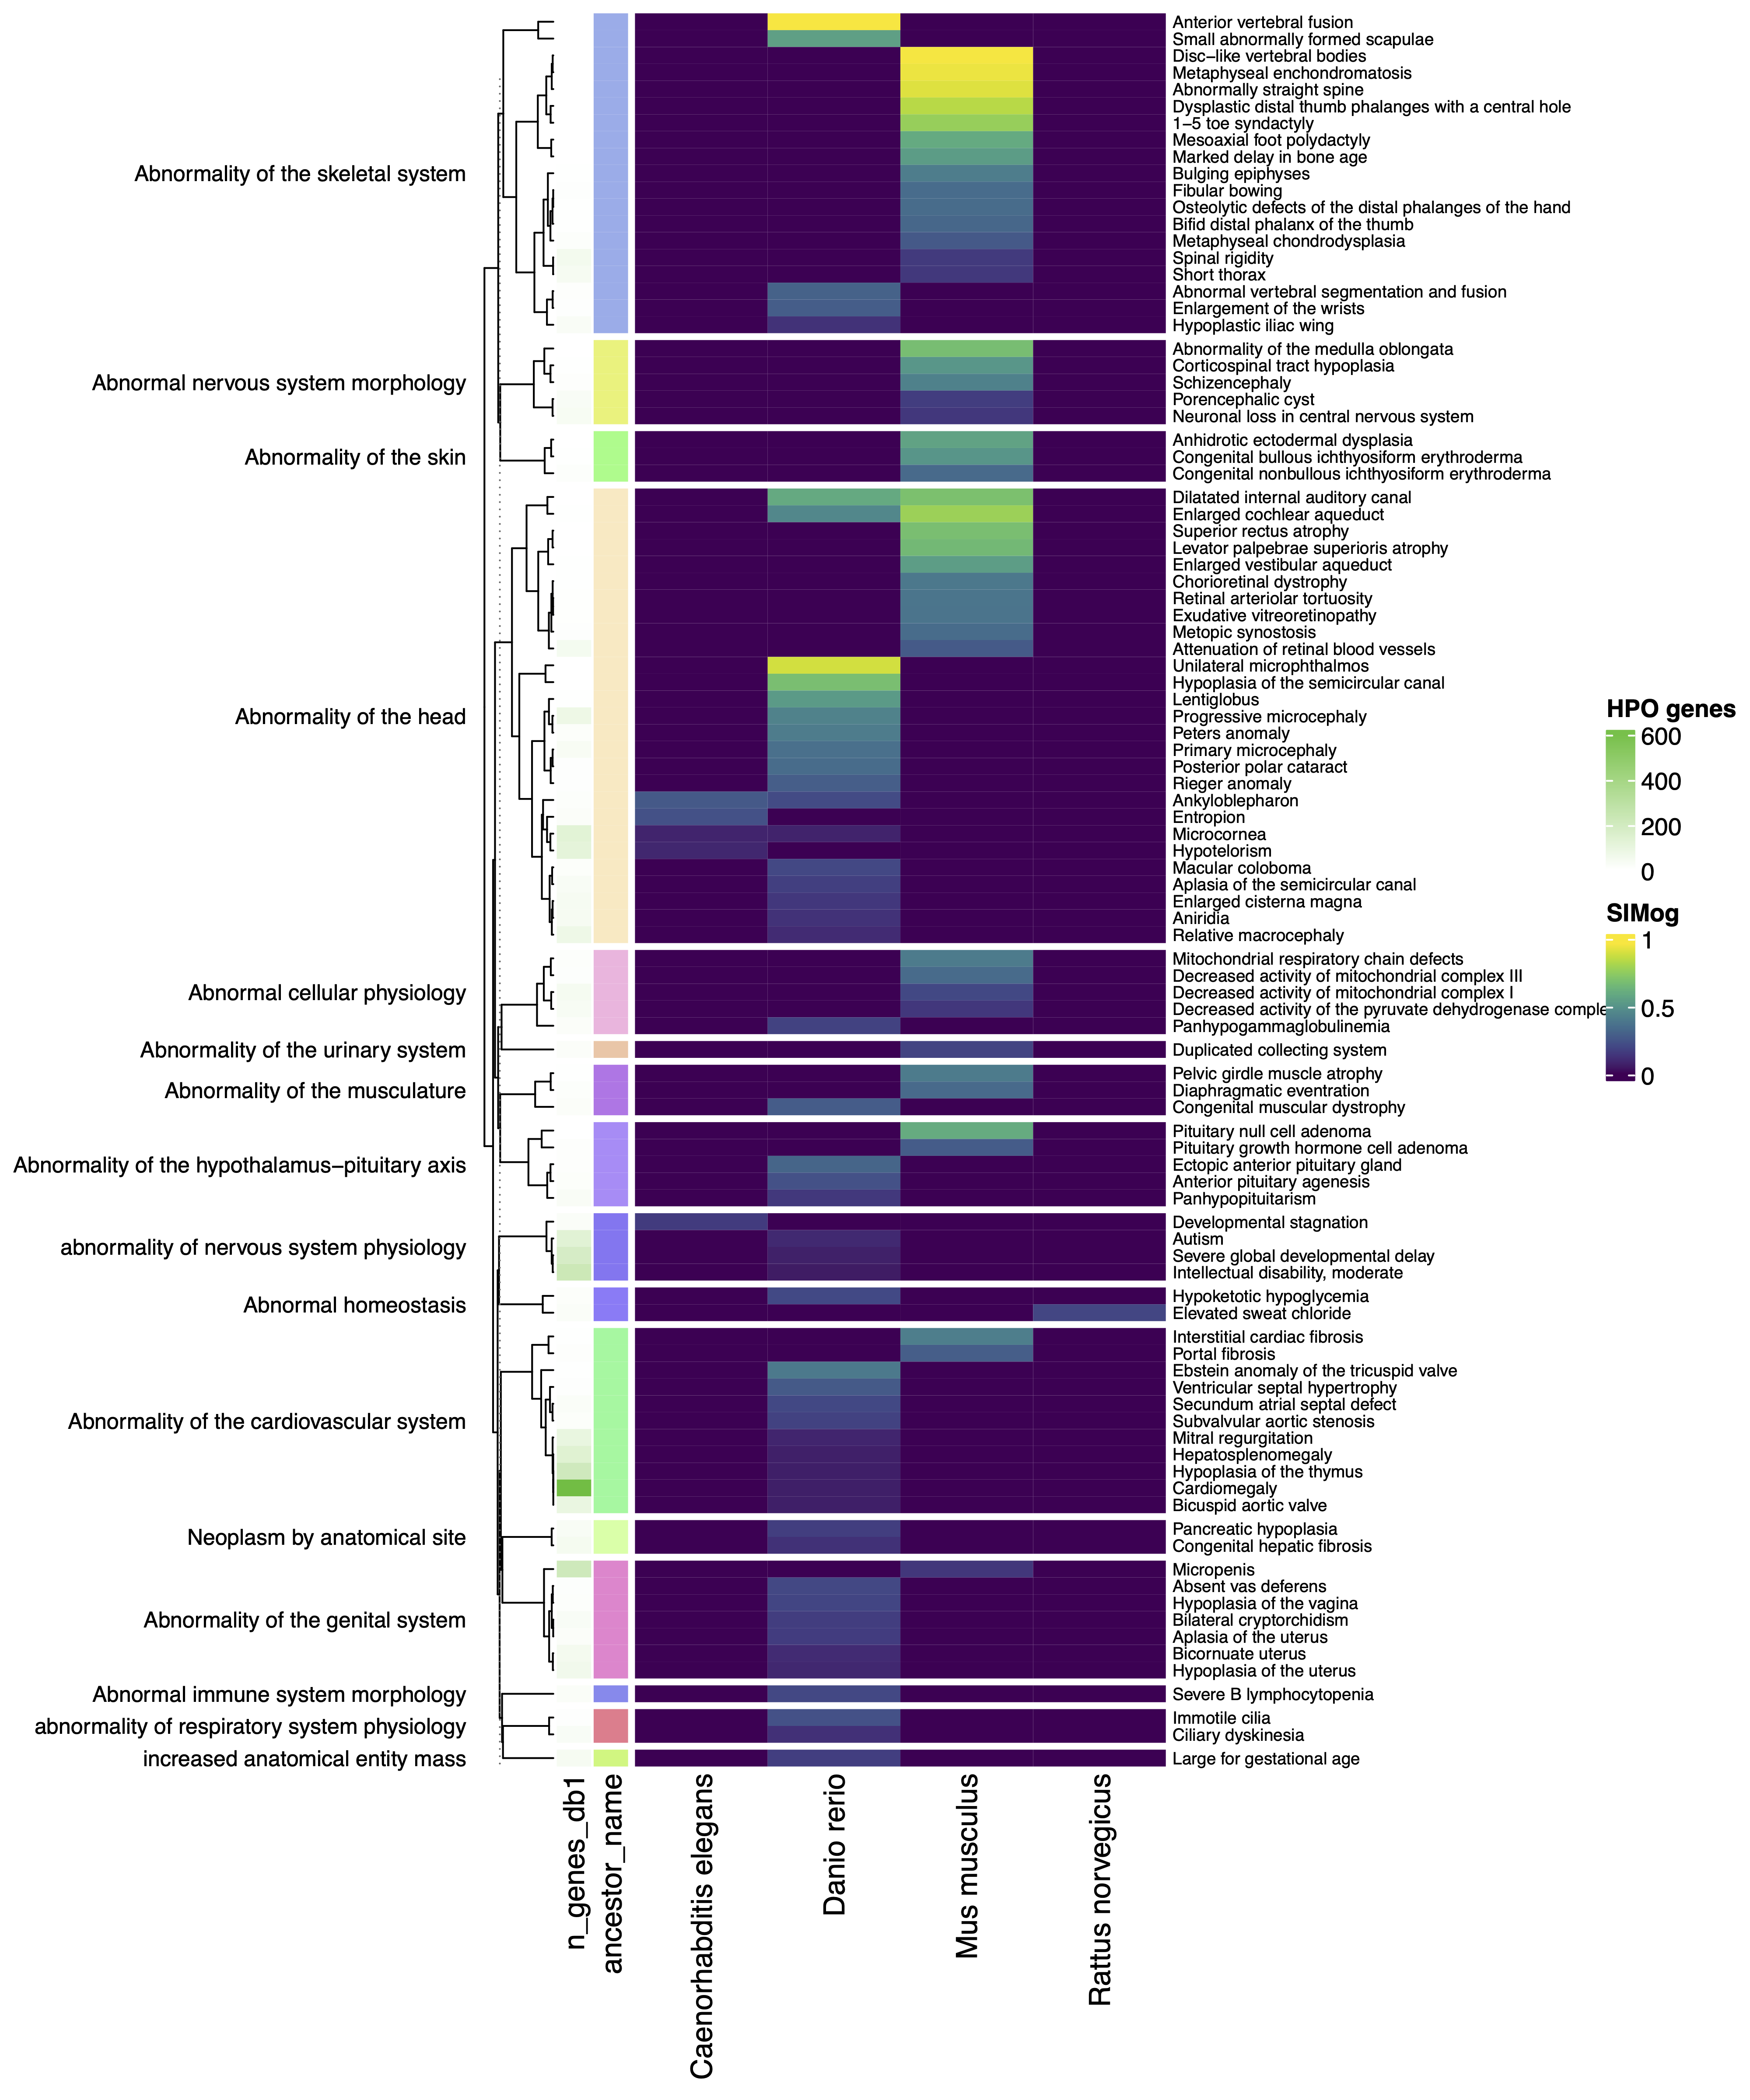 Abnormality of the skeletal system
Abnormal nervous system morphology
Abnormality of the skin
Abnormality of the head
Abnormal cellular physiology
Abnormality of the urinary system
Abnormality of the musculature
Abnormality of the hypothalamus−pituitary axis
abnormality of nervous system physiology
Abnormal homeostasis
Abnormality of the cardiovascular system
Neoplasm by anatomical site
Abnormality of the genital system
Abnormal immune system morphology
abnormality of respiratory system physiology
increased anatomical entity mass
Anterior vertebral fusion
Small abnormally formed scapulae
Disc−like vertebral bodies
Metaphyseal enchondromatosis
Abnormally straight spine
Dysplastic distal thumb phalanges with a central hole
1−5 toe syndactyly
Mesoaxial foot polydactyly
Marked delay in bone age
Bulging epiphyses
Fibular bowing
Osteolytic defects of the distal phalanges of the hand
Bifid distal phalanx of the thumb
Metaphyseal chondrodysplasia
Spinal rigidity
Short thorax
Abnormal vertebral segmentation and fusion
Enlargement of the wrists
Hypoplastic iliac wing
Abnormality of the medulla oblongata
Corticospinal tract hypoplasia
Schizencephaly
Porencephalic cyst
Neuronal loss in central nervous system
Anhidrotic ectodermal dysplasia
Congenital bullous ichthyosiform erythroderma
Congenital nonbullous ichthyosiform erythroderma
Dilatated internal auditory canal
Enlarged cochlear aqueduct
Superior rectus atrophy
Levator palpebrae superioris atrophy
Enlarged vestibular aqueduct
Chorioretinal dystrophy
Retinal arteriolar tortuosity
Exudative vitreoretinopathy
Metopic synostosis
Attenuation of retinal blood vessels
Unilateral microphthalmos
Hypoplasia of the semicircular canal
Lentiglobus
Progressive microcephaly
Peters anomaly
Primary microcephaly
Posterior polar cataract
Rieger anomaly
Ankyloblepharon
Entropion
Microcornea
Hypotelorism
Macular coloboma
Aplasia of the semicircular canal
Enlarged cisterna magna
Aniridia
Relative macrocephaly
Mitochondrial respiratory chain defects
Decreased activity of mitochondrial complex III
Decreased activity of mitochondrial complex I
Decreased activity of the pyruvate dehydrogenase comple
Panhypogammaglobulinemia
Duplicated collecting system
Pelvic girdle muscle atrophy
Diaphragmatic eventration
Congenital muscular dystrophy
Pituitary null cell adenoma
Pituitary growth hormone cell adenoma
Ectopic anterior pituitary gland
Anterior pituitary agenesis
Panhypopituitarism
Developmental stagnation
Autism
Severe global developmental delay
Intellectual disability, moderate
Hypoketotic hypoglycemia
Elevated sweat chloride
Interstitial cardiac fibrosis
Portal fibrosis
Ebstein anomaly of the tricuspid valve
Ventricular septal hypertrophy
Secundum atrial septal defect
Subvalvular aortic stenosis
Mitral regurgitation
Hepatosplenomegaly
Hypoplasia of the thymus
Cardiomegaly
Bicuspid aortic valve
Pancreatic hypoplasia
Congenital hepatic fibrosis
Micropenis
Absent vas deferens
Hypoplasia of the vagina
Bilateral cryptorchidism
Aplasia of the uterus
Bicornuate uterus
Hypoplasia of the uterus
Severe B lymphocytopenia
Immotile cilia
Ciliary dyskinesia
Large for gestational age
HPO genes
600
400
200
0
SIMog
1
0.5
0
n_genes_db1
ancestor_name
Caenorhabditis elegans
Danio rerio
Mus musculus
Rattus norvegicus